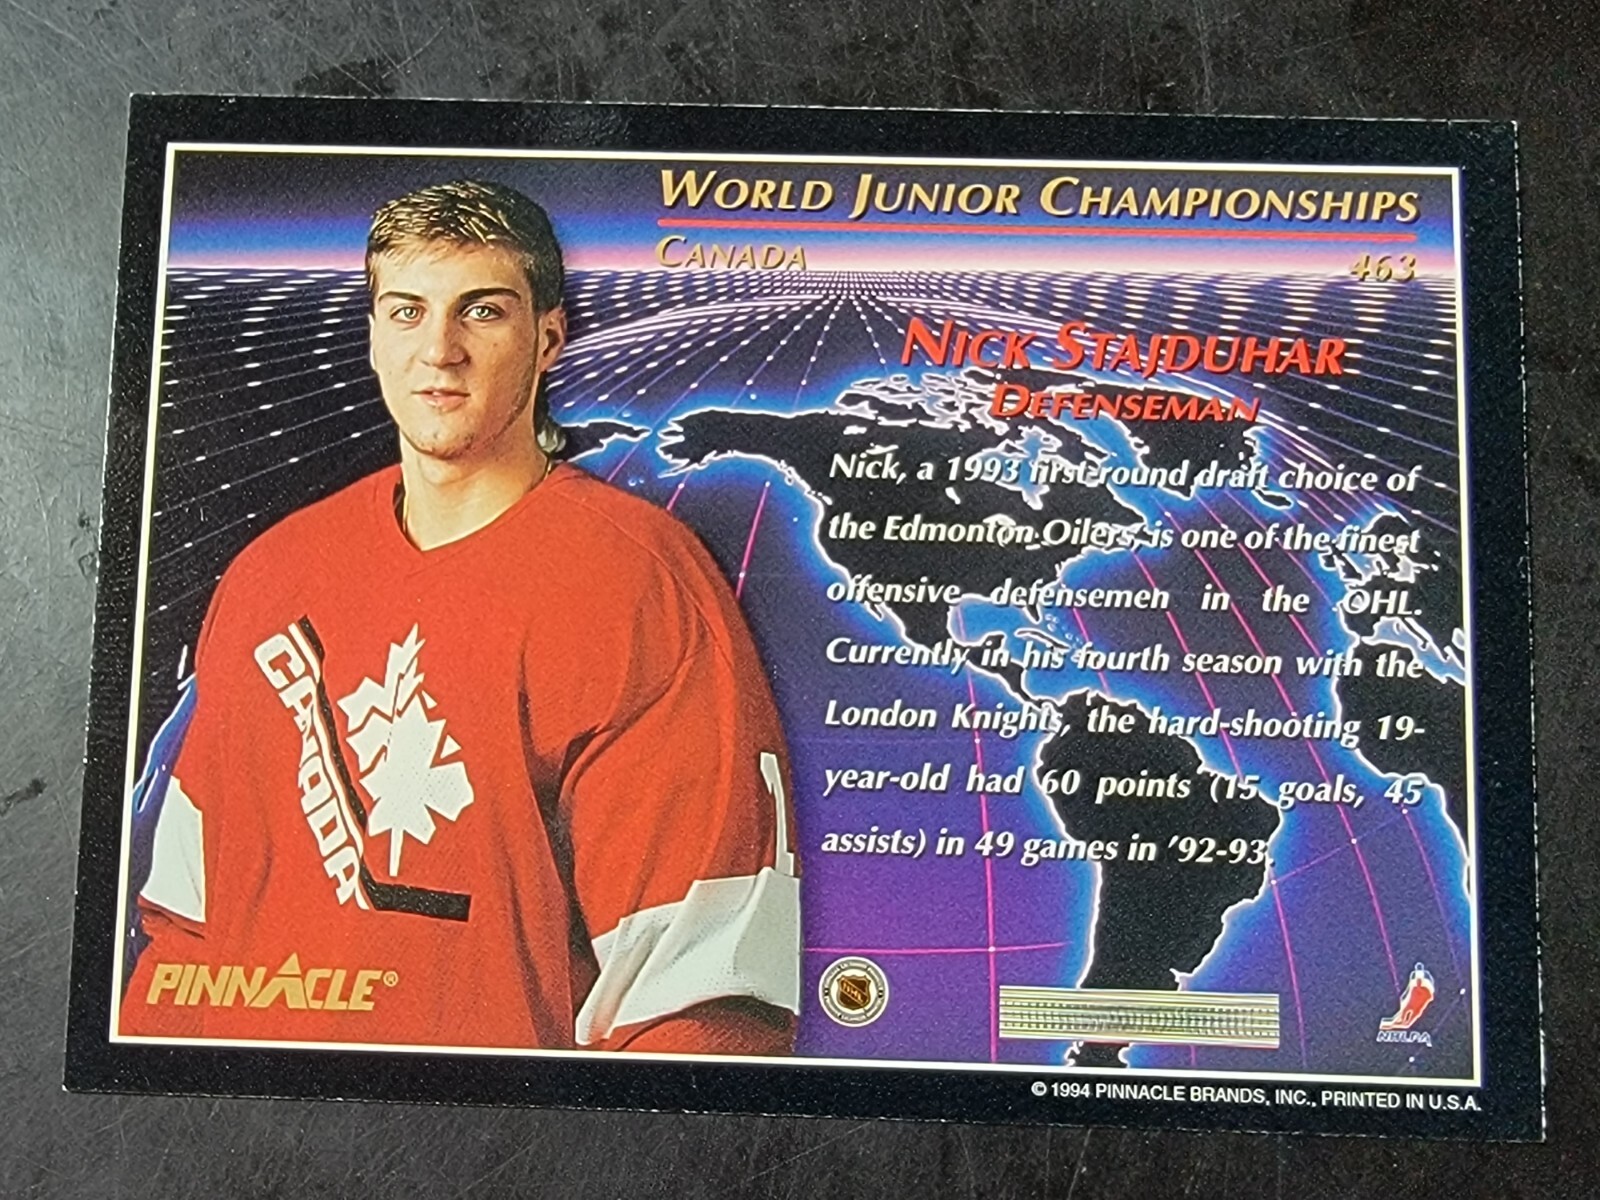 WORLD JUNIOR CHAMPIONSHIPS
CANADA 463
NICK STAJDUHAR
DEFENSEMAN
Nick, a 1993 first-round draft choice of
the Edmonton Oilers, is one of the finest
offensive defensemen in the OHL.
Currently in his fourth season with the
London Knights, the hard-shooting 19-
year-old had 60 points (15 goals, 45
assists) in 49 games in '92-93.
CANADA
PINNACLE®
NHL
NHLPA
© 1994 PINNACLE BRANDS, INC., PRINTED IN U.S.A.